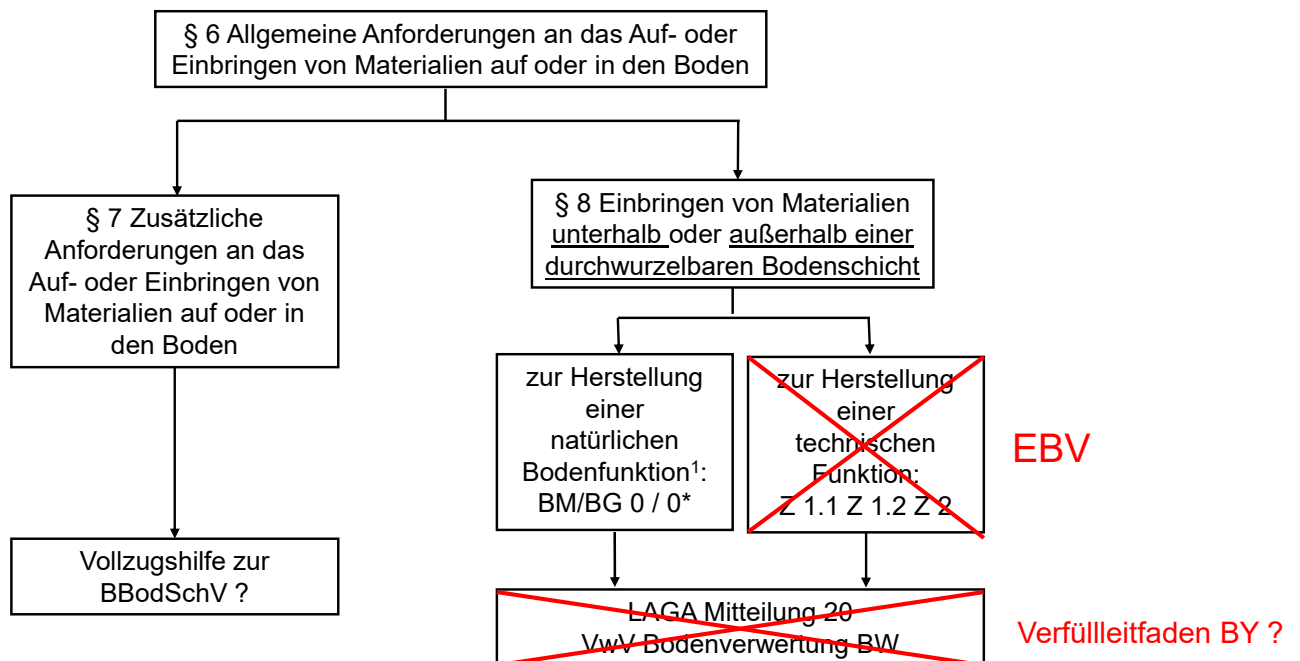 § 6 Allgemeine Anforderungen an das Auf- oder
Einbringen von Materialien auf oder in den Boden
§ 7 Zusätzliche
Anforderungen an das
Auf- oder Einbringen von
Materialien auf oder in
den Boden
§ 8 Einbringen von Materialien
unterhalb oder außerhalb einer
durchwurzelbaren Bodenschicht
zur Herstellung
einer
natürlichen
Bodenfunktion¹:
BM/BG 0 / 0*
zur Herstellung
einer
technischen
Funktion:
Z 1.1 Z 1.2 Z 2
EBV
Vollzugshilfe zur
BBodSchV ?
LAGA Mitteilung 20
VwV Bodenverwertung BW
Verfüllleitfaden BY ?